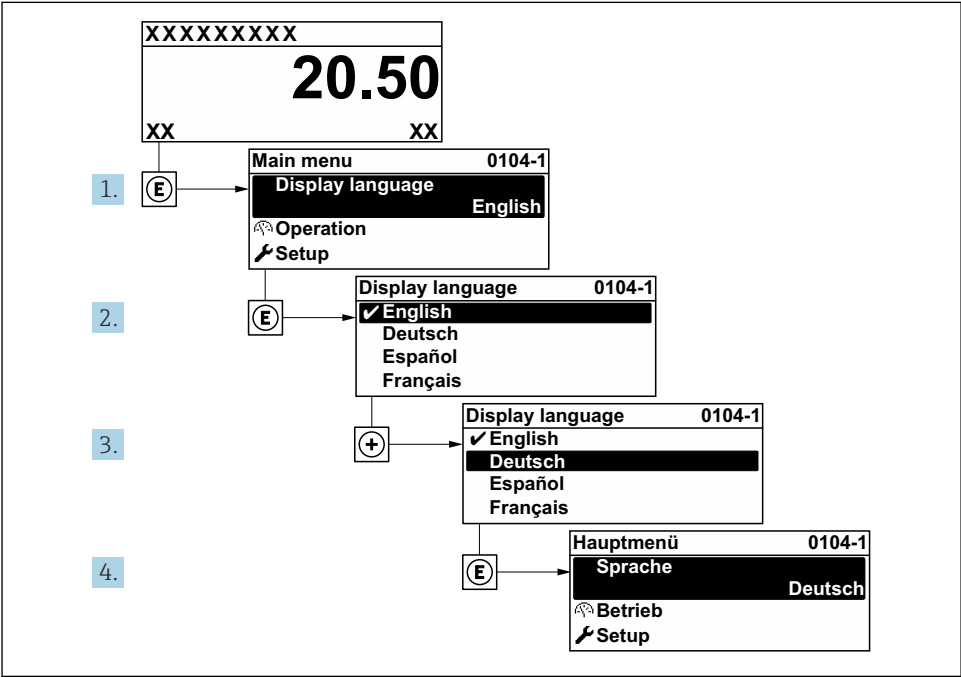 XXXXXXXXX
20.50
XX XX
Main menu 0104-1
1. E Display language
English
Operation
Setup
Display language 0104-1
2. E ✔ English
Deutsch
Español
Français
Display language 0104-1
3. + ✔ English
Deutsch
Español
Français
Hauptmenü 0104-1
4. E Sprache
Deutsch
Betrieb
Setup